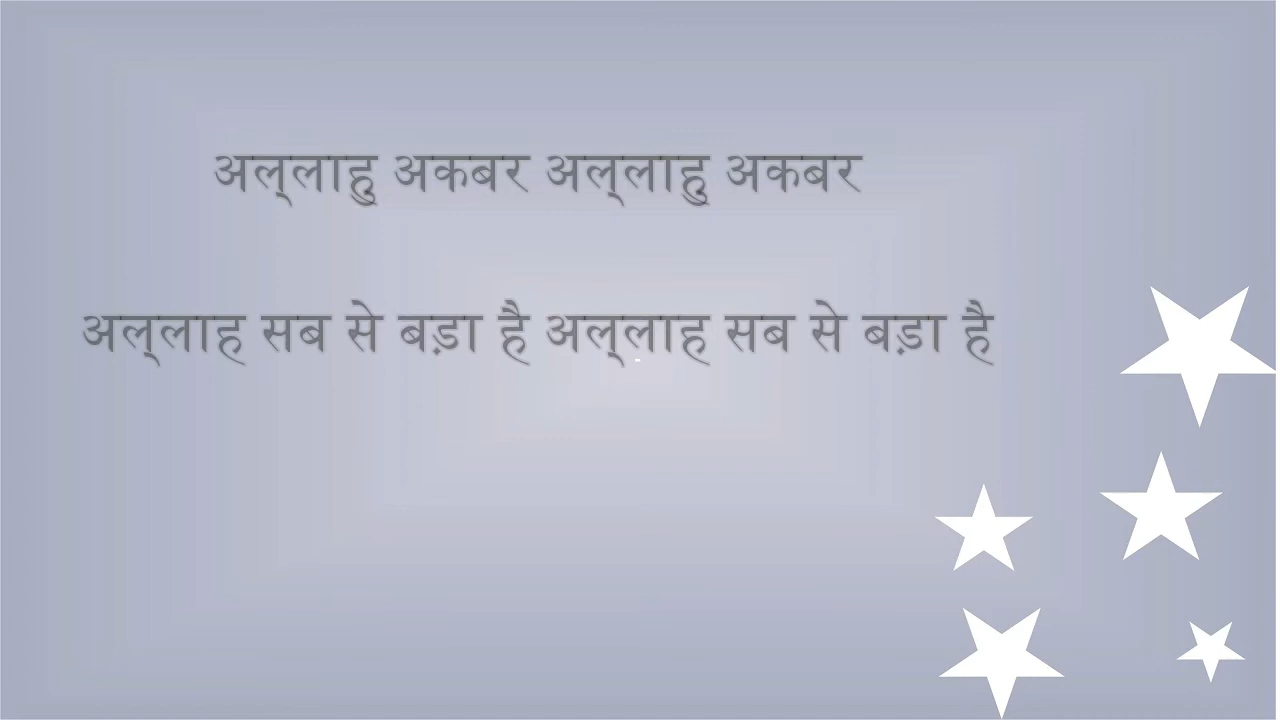 अल्लाहु अकबर अल्लाहु अकबर
अल्लाह सब से बड़ा है अल्लाह सब से बड़ा है